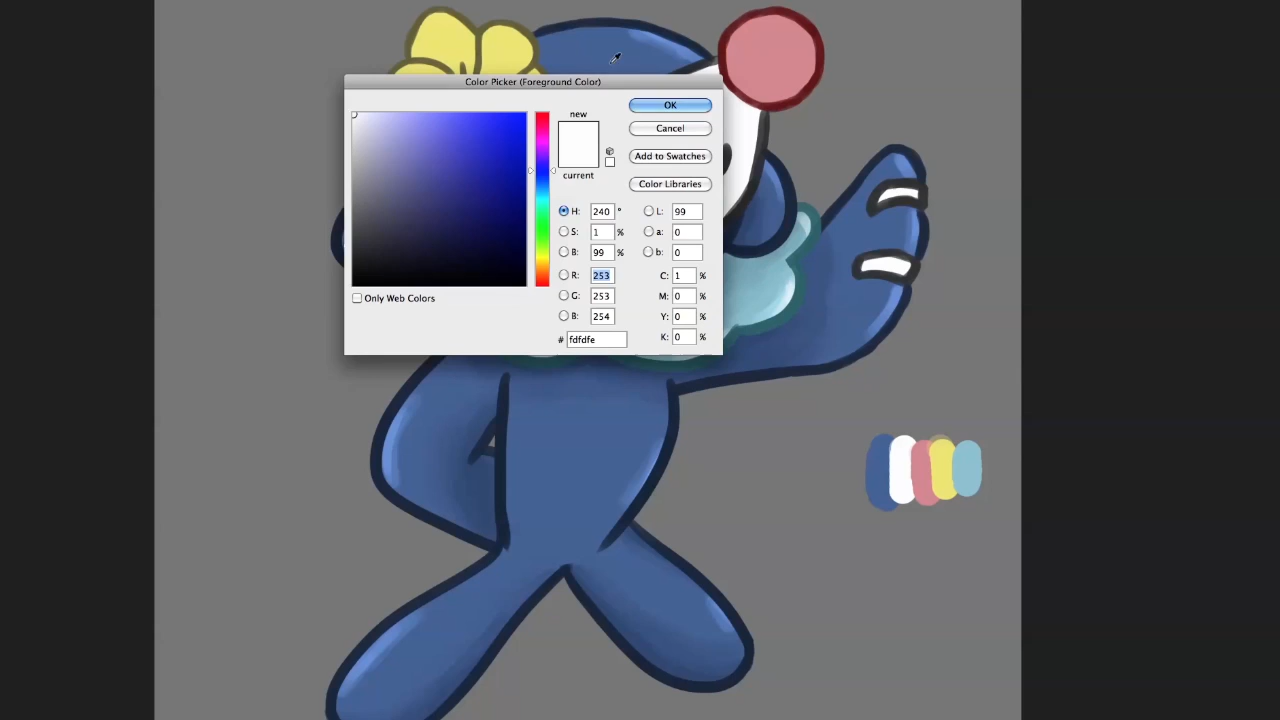 Color Picker (Foreground Color)
new
OK
Cancel
Add to Swatches
current
Color Libraries
H: 240 ° L: 99
S: 1 % a: 0
B: 99 % b: 0
R: 253 C: 1 %
Only Web Colors G: 253 M: 0 %
B: 254 Y: 0 %
# fdfdfe K: 0 %